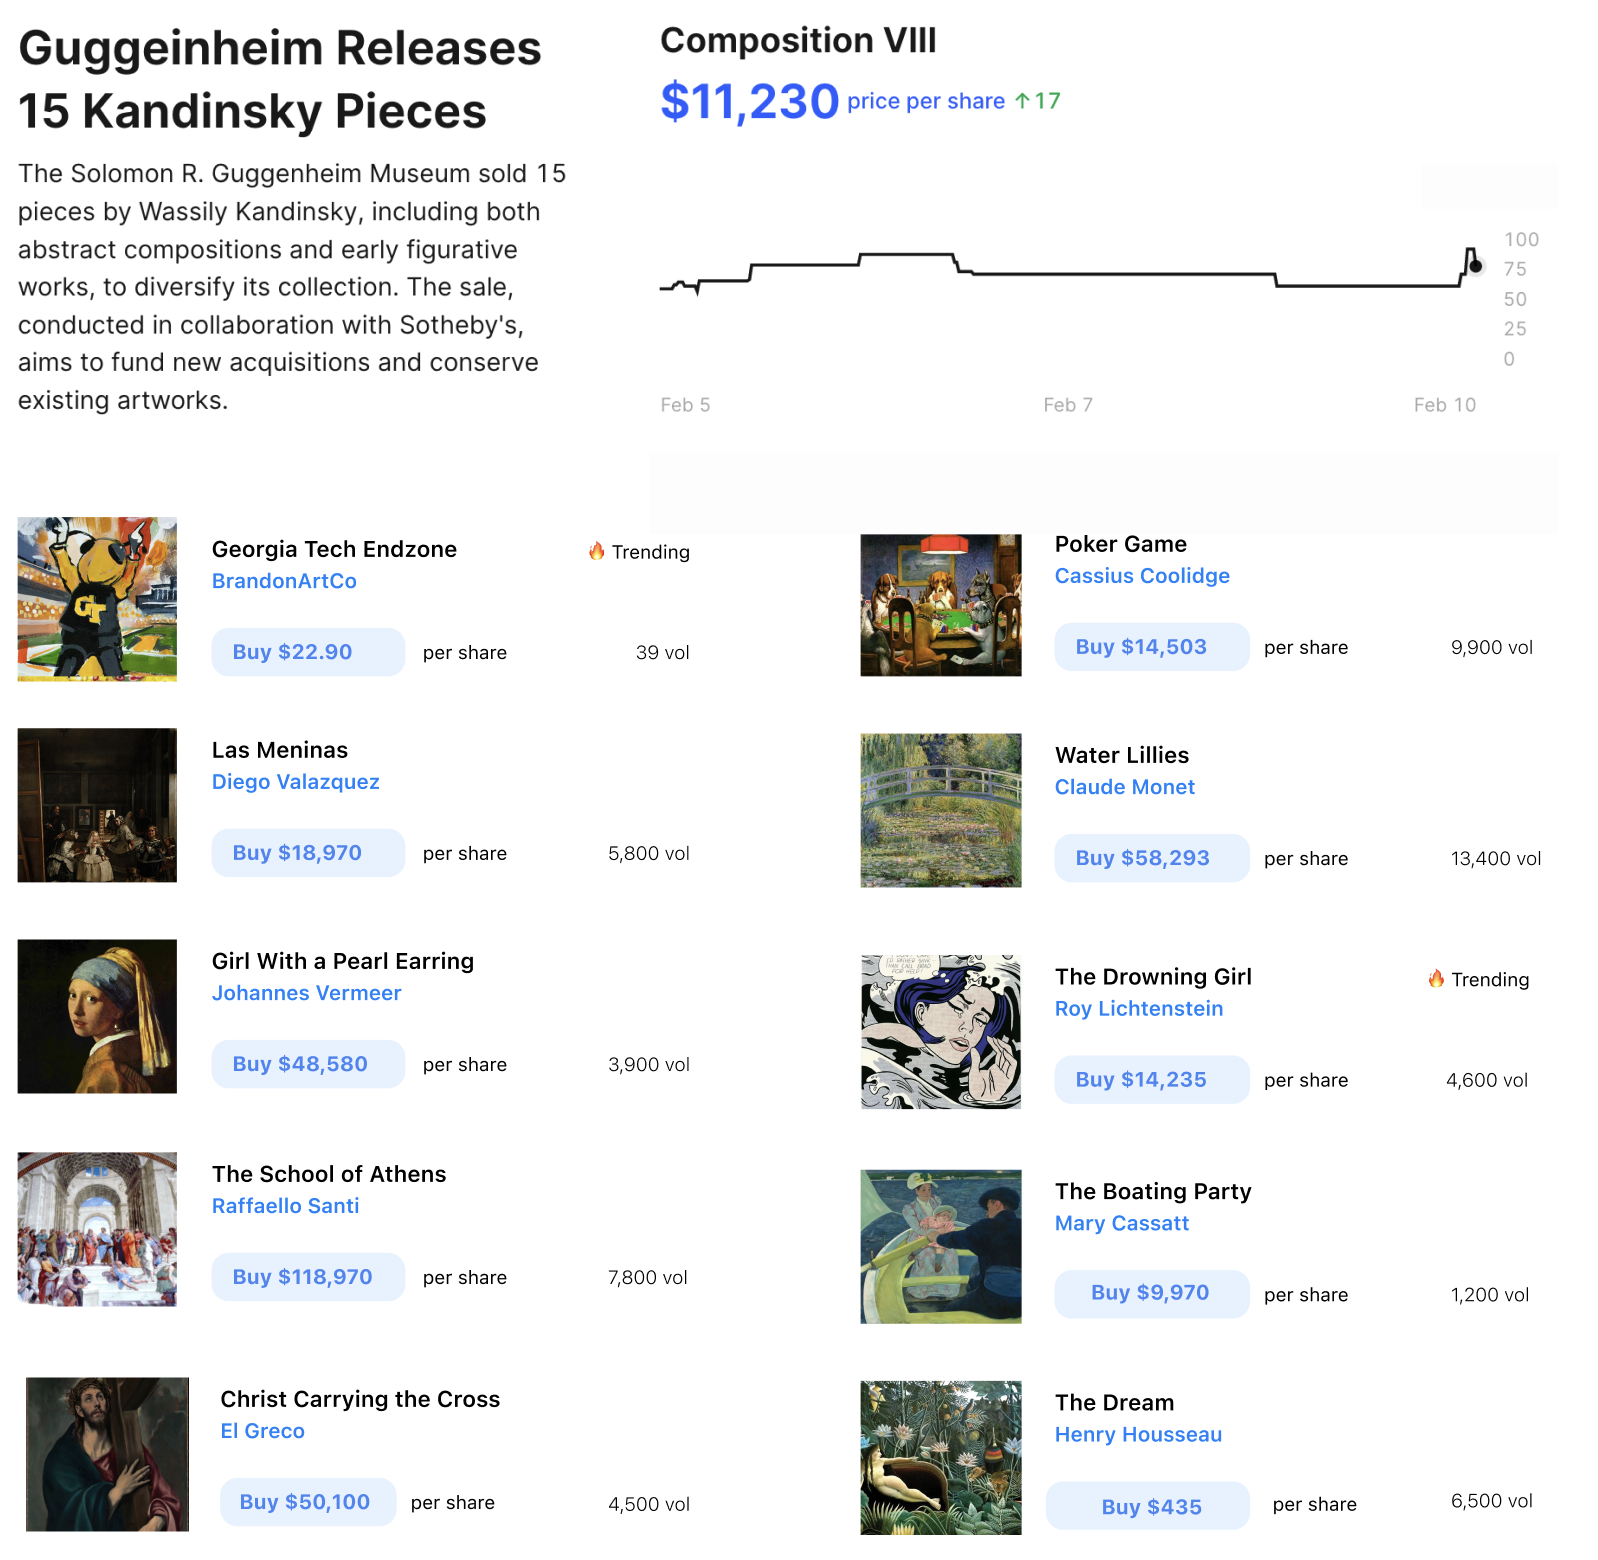 Guggeinheim Releases
15 Kandinsky Pieces
The Solomon R. Guggenheim Museum sold 15
pieces by Wassily Kandinsky, including both
abstract compositions and early figurative
works, to diversify its collection. The sale,
conducted in collaboration with Sotheby's,
aims to fund new acquisitions and conserve
existing artworks.
Composition VIII
$11,230 price per share ↑17
100
75
50
25
0
Feb 5 Feb 7 Feb 10
GT
Georgia Tech Endzone
🔥 Trending
BrandonArtCo
Buy $22.90 per share 39 vol
Poker Game
Cassius Coolidge
Buy $14,503 per share 9,900 vol
Las Meninas
Diego Valazquez
Buy $18,970 per share 5,800 vol
Water Lillies
Claude Monet
Buy $58,293 per share 13,400 vol
Girl With a Pearl Earring
Johannes Vermeer
Buy $48,580 per share 3,900 vol
I'D RATHER SINK --
THAN CALL BRAD
FOR HELP!
The Drowning Girl
🔥 Trending
Roy Lichtenstein
Buy $14,235 per share 4,600 vol
The School of Athens
Raffaello Santi
Buy $118,970 per share 7,800 vol
The Boating Party
Mary Cassatt
Buy $9,970 per share 1,200 vol
Christ Carrying the Cross
El Greco
Buy $50,100 per share 4,500 vol
The Dream
Henry Housseau
Buy $435 per share 6,500 vol